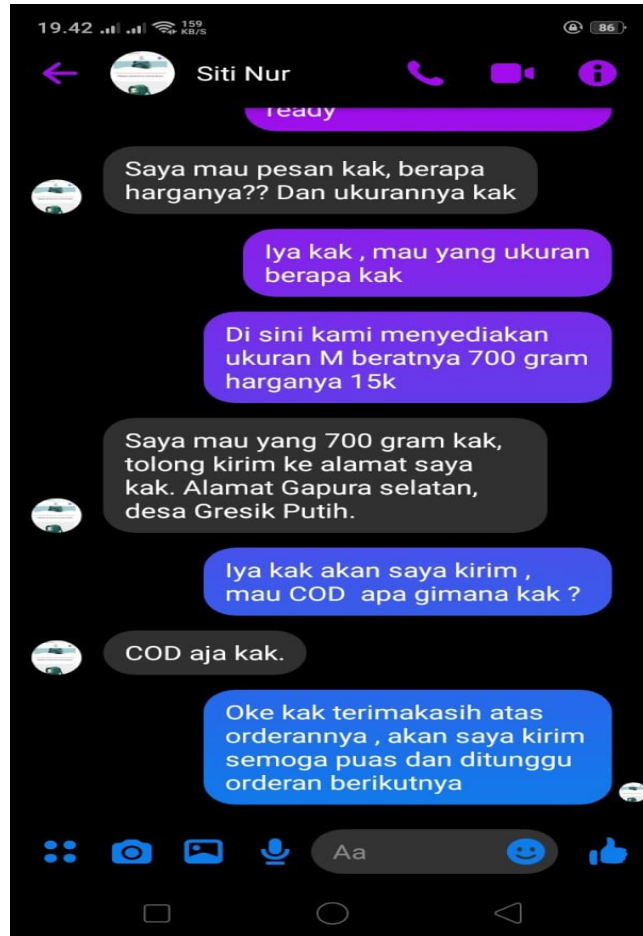 19.42 159 KB/s 86
Siti Nur
ready
Saya mau pesan kak, berapa
harganya?? Dan ukurannya kak
Iya kak , mau yang ukuran
berapa kak
Di sini kami menyediakan
ukuran M beratnya 700 gram
harganya 15k
Saya mau yang 700 gram kak,
tolong kirim ke alamat saya
kak. Alamat Gapura selatan,
desa Gresik Putih.
Iya kak akan saya kirim ,
mau COD  apa gimana kak ?
COD aja kak.
Oke kak terimakasih atas
orderannya , akan saya kirim
semoga puas dan ditunggu
orderan berikutnya
Aa